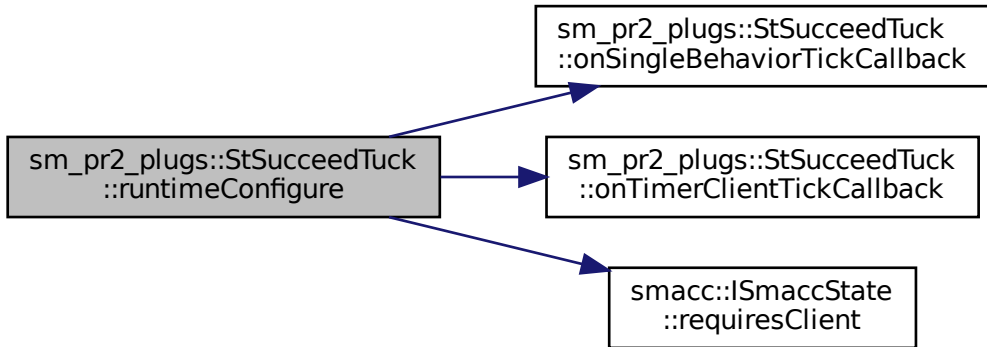 sm_pr2_plugs::StSucceedTuck
::runtimeConfigure
sm_pr2_plugs::StSucceedTuck
::onSingleBehaviorTickCallback
sm_pr2_plugs::StSucceedTuck
::onTimerClientTickCallback
smacc::ISmaccState
::requiresClient